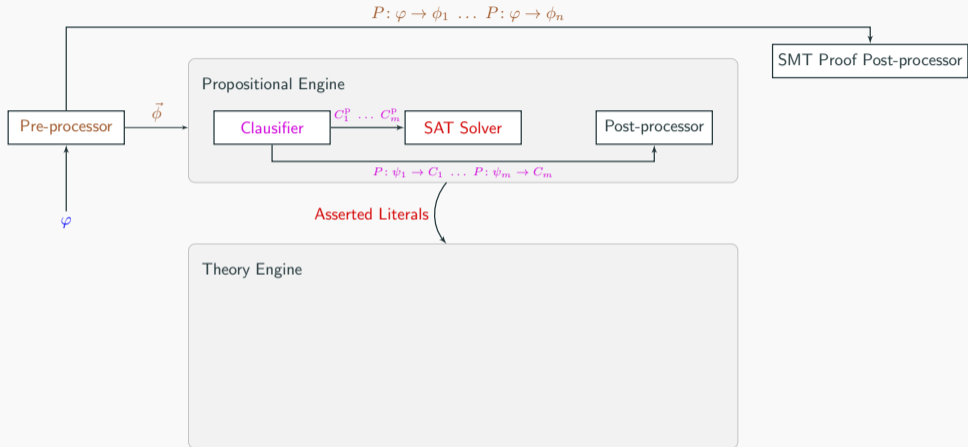 P: φ → ϕ₁ … P: φ → ϕₙ
SMT Proof Post-processor
Propositional Engine
Pre-processor
ϕ⃗
Clausifier
C₁ᵖ … Cₘᵖ
SAT Solver
Post-processor
P: ψ₁ → C₁ … P: ψₘ → Cₘ
φ
Asserted Literals
Theory Engine